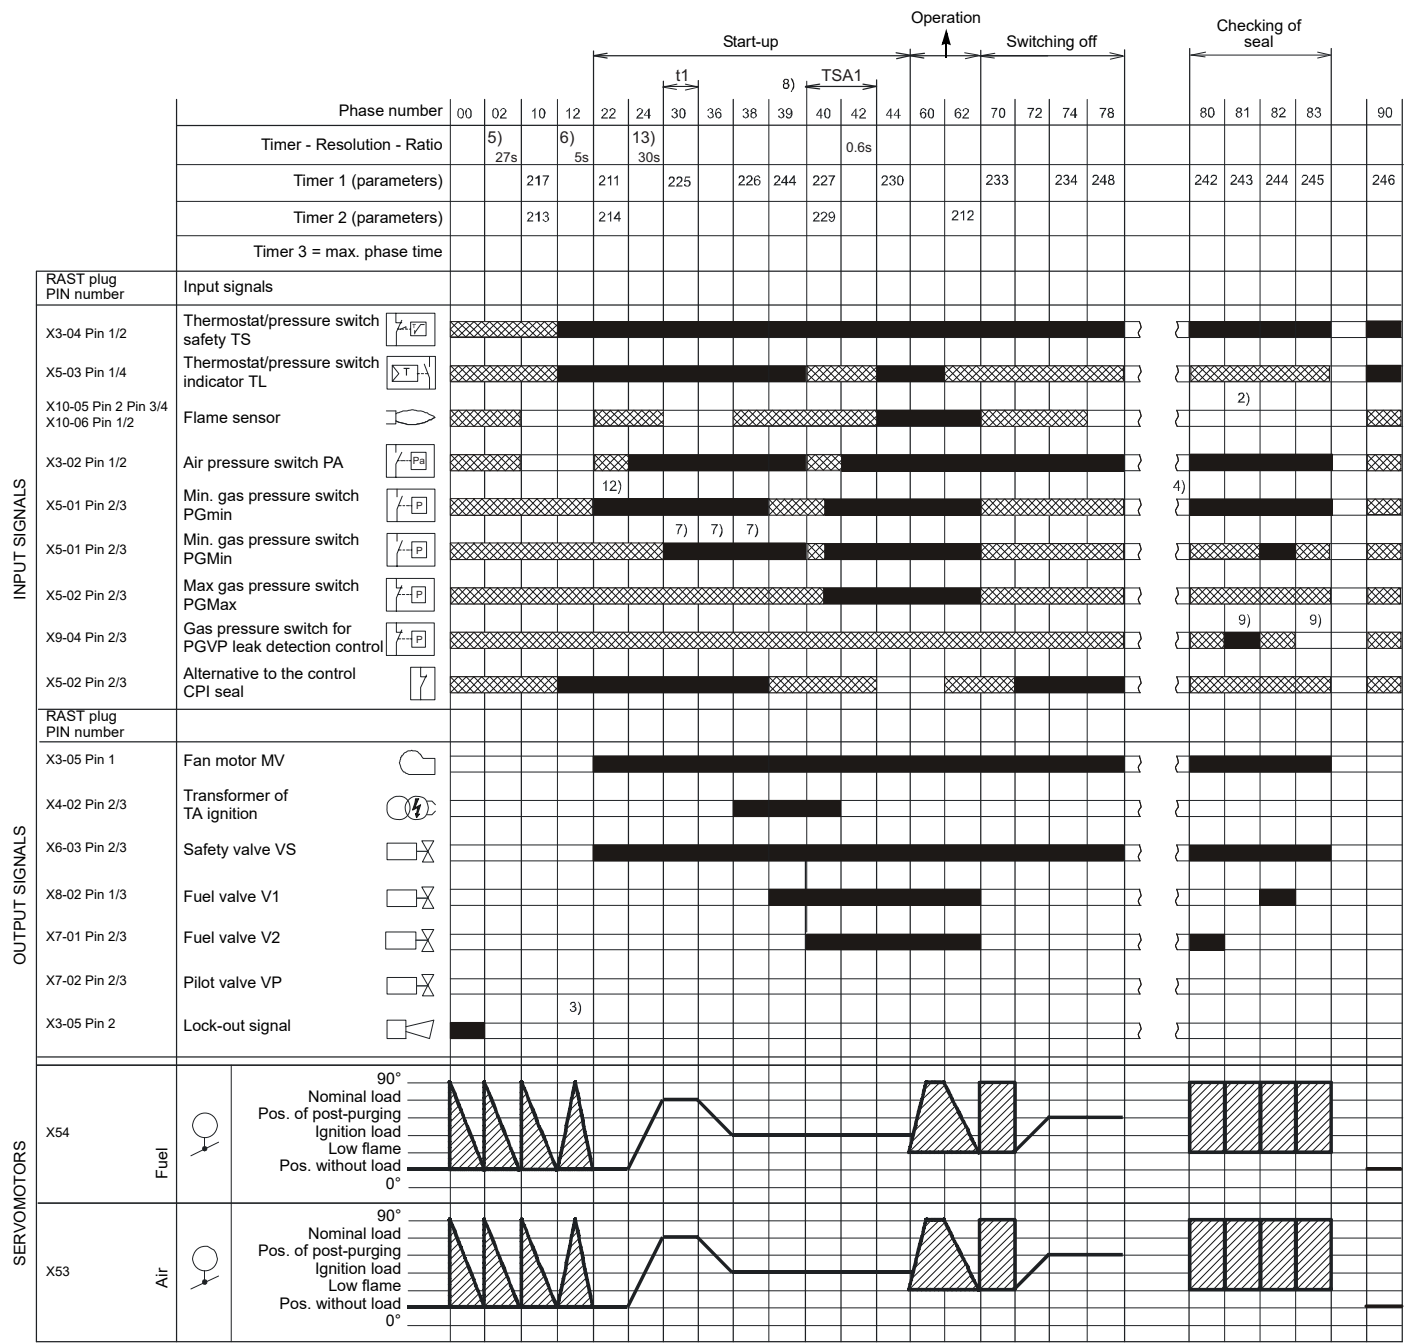 Operation
Start-up
Switching off
Checking of
seal
t1
8)
TSA1
Phase number 00 02 10 12 22 24 30 36 38 39 40 42 44 60 62 70 72 74 78 80 81 82 83 90
Timer - Resolution - Ratio 5) 27s 6) 5s 13) 30s 0.6s
Timer 1 (parameters) 217 211 225 226 244 227 230 233 234 248 242 243 244 245 246
Timer 2 (parameters) 213 214 229 212
Timer 3 = max. phase time
INPUT SIGNALS
RAST plug
PIN number
Input signals
X3-04 Pin 1/2
Thermostat/pressure switch
safety TS
X5-03 Pin 1/4
Thermostat/pressure switch
indicator TL
T
2)
X10-05 Pin 2 Pin 3/4
X10-06 Pin 1/2
Flame sensor
X3-02 Pin 1/2
Air pressure switch PA
Pa
12)
4)
X5-01 Pin 2/3
Min. gas pressure switch
PGmin
P
7) 7) 7)
X5-01 Pin 2/3
Min. gas pressure switch
PGMin
P
X5-02 Pin 2/3
Max gas pressure switch
PGMax
P
9) 9)
X9-04 Pin 2/3
Gas pressure switch for
PGVP leak detection control
P
X5-02 Pin 2/3
Alternative to the control
CPI seal
OUTPUT SIGNALS
RAST plug
PIN number
X3-05 Pin 1
Fan motor MV
X4-02 Pin 2/3
Transformer of
TA ignition
X6-03 Pin 2/3
Safety valve VS
X8-02 Pin 1/3
Fuel valve V1
X7-01 Pin 2/3
Fuel valve V2
X7-02 Pin 2/3
Pilot valve VP
3)
X3-05 Pin 2
Lock-out signal
SERVOMOTORS
X54
Fuel
90°
Nominal load
Pos. of post-purging
Ignition load
Low flame
Pos. without load
0°
X53
Air
90°
Nominal load
Pos. of post-purging
Ignition load
Low flame
Pos. without load
0°